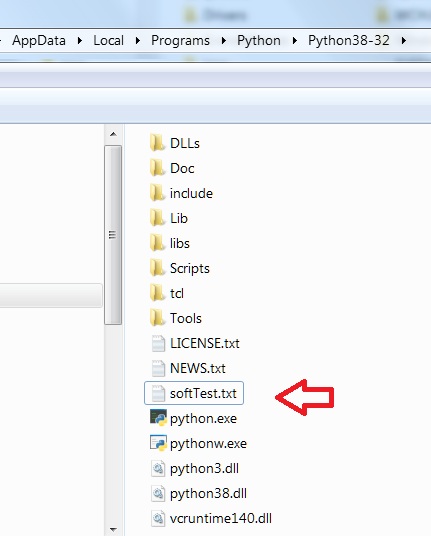 Drivers
AppData Local Programs Python Python38-32
DLLs
Doc
include
Lib
libs
Scripts
tcl
Tools
LICENSE.txt
NEWS.txt
softTest.txt
python.exe
pythonw.exe
python3.dll
python38.dll
vcruntime140.dll